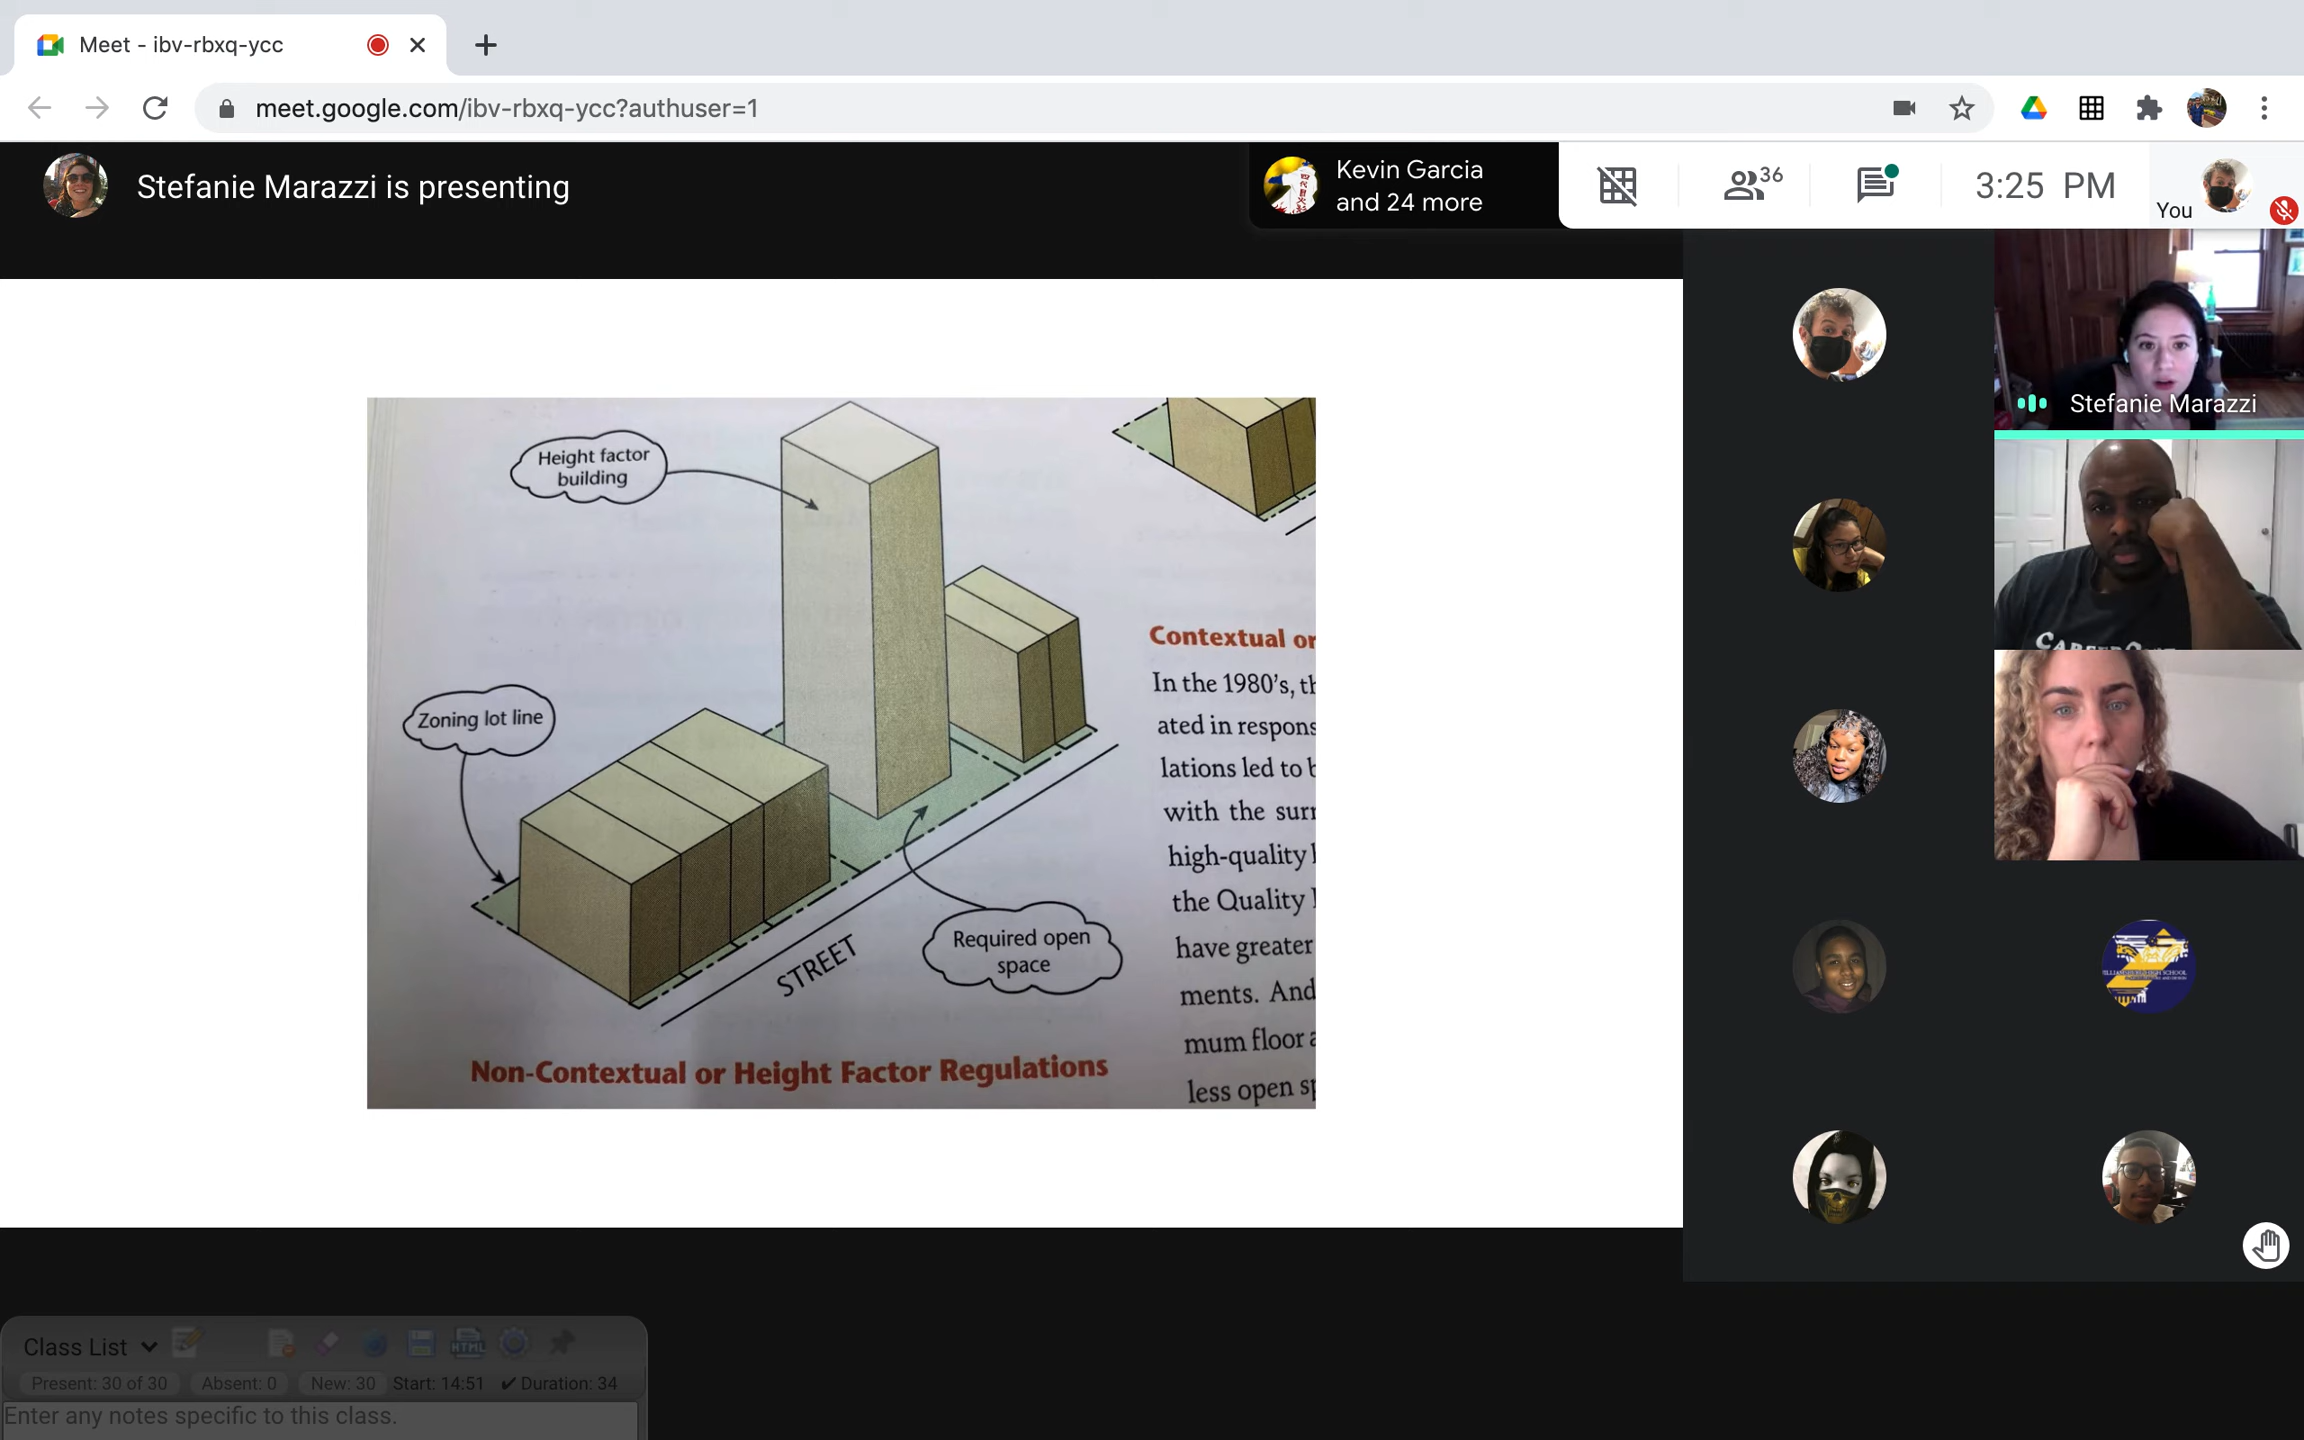 Meet - ibv-rbxq-ycc
meet.google.com/ibv-rbxq-ycc?authuser=1
Stefanie Marazzi is presenting
Kevin Garcia
and 24 more
36
3:25 PM
You
Stefanie Marazzi
Height factor
building
Zoning lot line
Required open
space
STREET
Non-Contextual or Height Factor Regulations
Contextual or
In the 1980's, th
ated in respons
lations led to b
with the surr
high-quality
the Quality
have greater
ments. And
mum floor a
less open sp
HIGH SCHOOL
Class List
HTML
Present: 30 of 30
Absent: 0
New: 30
Start: 14:51
✔ Duration: 34
Enter any notes specific to this class.